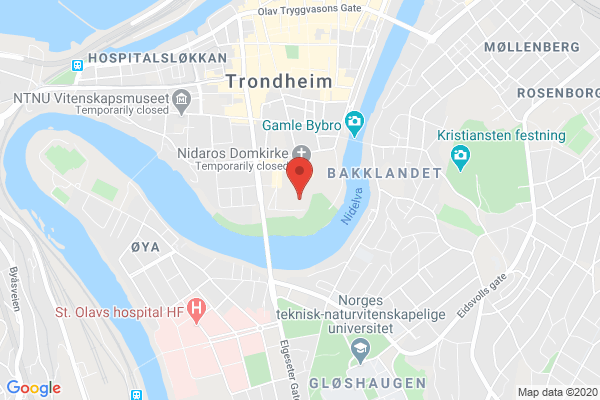 Olav Tryggvasons Gate
MØLLENBERG
HOSPITALSLØKKAN
Trondheim
ROSENBORG
NTNU Vitenskapsmuseet
Temporarily closed
Gamle Bybro
Kristiansten festning
Nidaros Domkirke
Temporarily closed
BAKKLANDET
Nidelva
ØYA
Byåsveien
St. Olavs hospital HF
Norges
teknisk-naturvitenskapelige
universitet
Eidsvolls gate
Elgeseter Gate
GLØSHAUGEN
Google
Map data ©2020